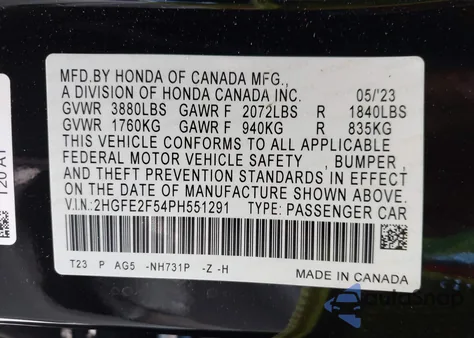 MFD.BY HONDA OF CANADA MFG.,
A DIVISION OF HONDA CANADA INC. 05/'23
GVWR 3880LBS GAWR F 2072LBS R 1840LBS
GVWR 1760KG GAWR F 940KG R 835KG
THIS VEHICLE CONFORMS TO ALL APPLICABLE
FEDERAL MOTOR VEHICLE SAFETY, BUMPER, AND
THEFT PREVENTION STANDARDS IN EFFECT ON
THE DATE OF MANUFACTURE SHOWN ABOVE.
V.I.N:2HGFE2F54PH551291 TYPE: PASSENGER CAR
T23 P AG5 -NH731P -Z -H
MADE IN CANADA
120 A1
autosnap